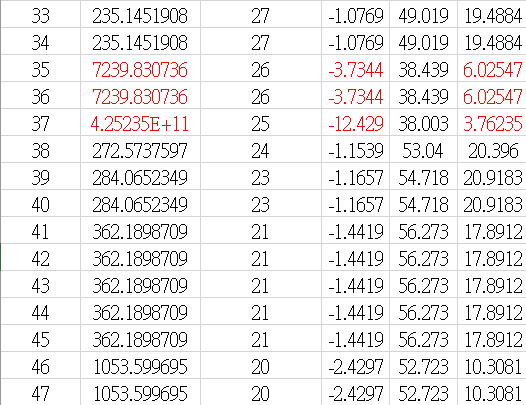 33 235.1451908 27 -1.0769 49.019 19.4884
34 235.1451908 27 -1.0769 49.019 19.4884
35 7239.830736 26 -3.7344 38.439 6.02547
36 7239.830736 26 -3.7344 38.439 6.02547
37 4.25235E+11 25 -12.429 38.003 3.76235
38 272.5737597 24 -1.1539 53.04 20.396
39 284.0652349 23 -1.1657 54.718 20.9183
40 284.0652349 23 -1.1657 54.718 20.9183
41 362.1898709 21 -1.4419 56.273 17.8912
42 362.1898709 21 -1.4419 56.273 17.8912
43 362.1898709 21 -1.4419 56.273 17.8912
44 362.1898709 21 -1.4419 56.273 17.8912
45 362.1898709 21 -1.4419 56.273 17.8912
46 1053.599695 20 -2.4297 52.723 10.3081
47 1053.599695 20 -2.4297 52.723 10.3081